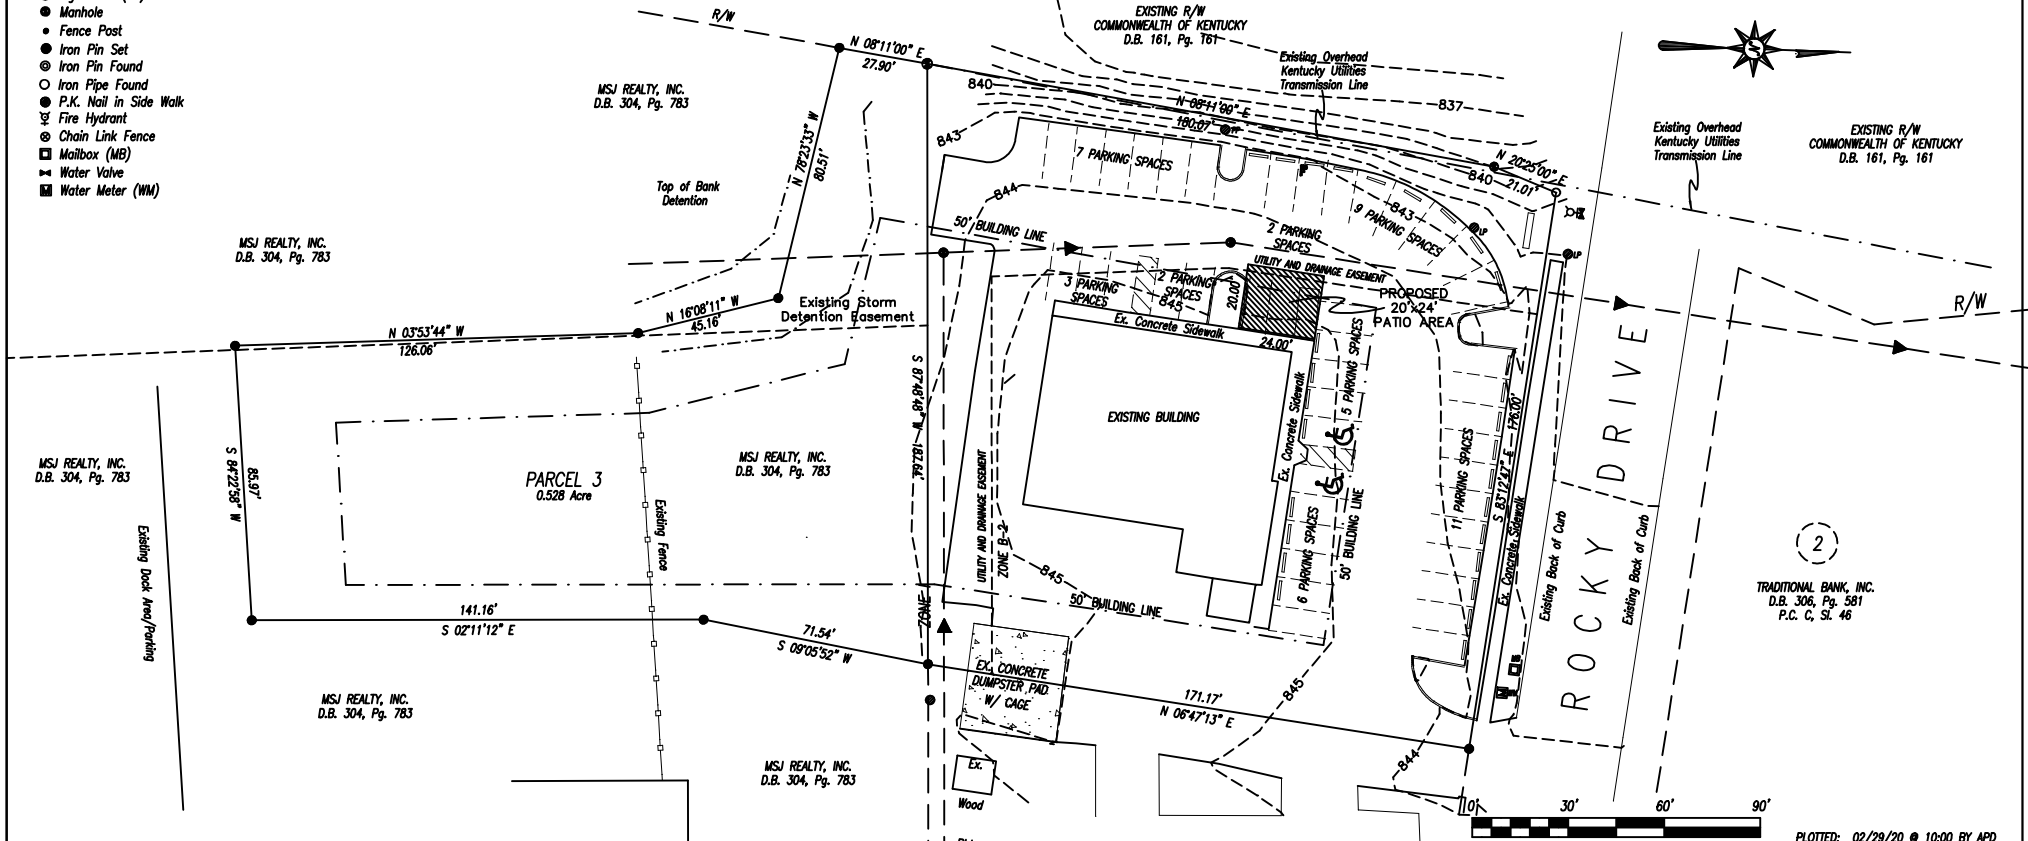 Manhole
Fence Post
Iron Pin Set
Iron Pin Found
Iron Pipe Found
P.K. Nail in Side Walk
Fire Hydrant
Chain Link Fence
Mailbox (MB)
Water Valve
Water Meter (WM)
R/W
N 08°11'00" E
27.90'
EXISTING R/W
COMMONWEALTH OF KENTUCKY
D.B. 161, Pg. 161
Existing Overhead
Kentucky Utilities
Transmission Line
N
MSJ REALTY, INC.
D.B. 304, Pg. 783
840
837
N 08°11'00" E
180.07'
843
Existing Overhead
Kentucky Utilities
Transmission Line
EXISTING R/W
COMMONWEALTH OF KENTUCKY
D.B. 161, Pg. 161
N 78°23'33" W
80.51'
7 PARKING SPACES
N 20°25'00" E
21.01'
840
Top of Bank
Detention
844
843
9 PARKING SPACES
MSJ REALTY, INC.
D.B. 304, Pg. 783
50' BUILDING LINE
2 PARKING
SPACES
LP
LP
UTILITY AND DRAINAGE EASEMENT
3 PARKING
SPACES
2 PARKING
SPACES
845
20.00'
PROPOSED
20'x24'
PATIO AREA
R/W
N 16°08'11" W
45.16'
Existing Storm
Detention Easement
N 03°53'44" W
126.06'
Ex. Concrete Sidewalk
24.00'
5 PARKING SPACES
S 87°48'48" W
187.64'
EXISTING BUILDING
Ex. Concrete Sidewalk
176.00'
S 83°12'47" E
11 PARKING SPACES
ROCKY DRIVE
MSJ REALTY, INC.
D.B. 304, Pg. 783
S 84°22'58" W
85.97'
PARCEL 3
0.528 Acre
MSJ REALTY, INC.
D.B. 304, Pg. 783
Existing Fence
UTILITY AND DRAINAGE EASEMENT
ZONE B-2
6 PARKING SPACES
50' BUILDING LINE
Ex. Concrete Sidewalk
Existing Back of Curb
Existing Back of Curb
2
TRADITIONAL BANK, INC.
D.B. 306, Pg. 581
P.C. C, Sl. 46
Existing Dock Area/Parking
845
50' BUILDING LINE
ZONE
141.16'
S 02°11'12" E
71.54'
S 09°05'52" W
EX. CONCRETE
DUMPSTER PAD
W/ CAGE
171.17'
N 06°47'13" E
845
844
MSJ REALTY, INC.
D.B. 304, Pg. 783
MSJ REALTY, INC.
D.B. 304, Pg. 783
Ex.
Wood
0'
30'
60'
90'
PLOTTED: 02/29/20 @ 10:00 BY APD